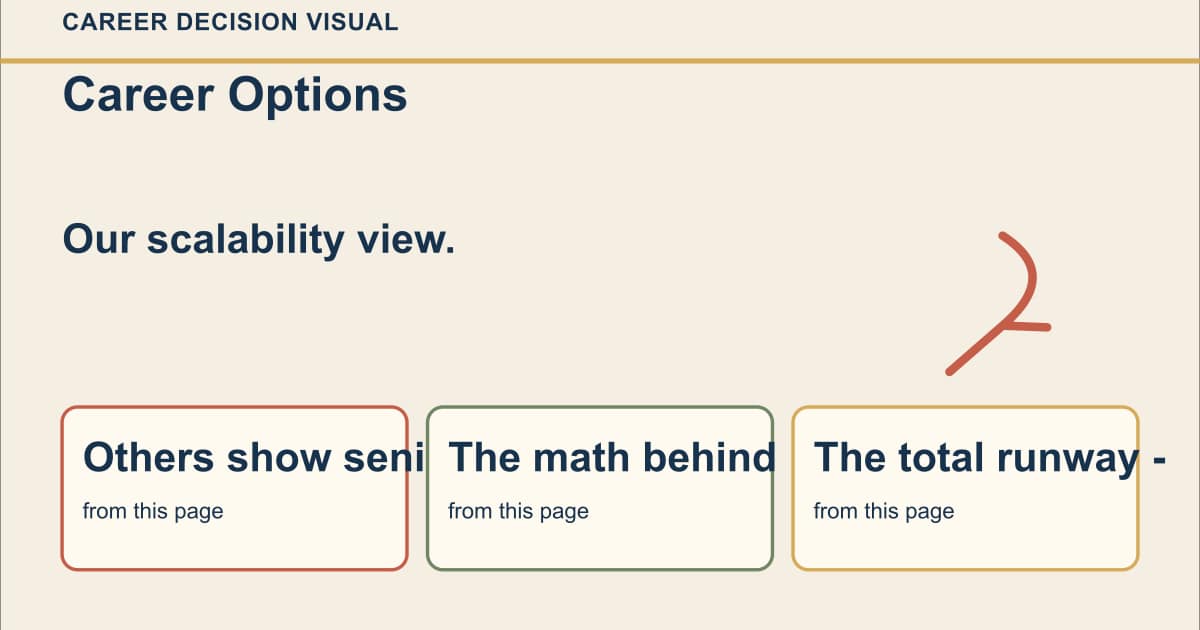 CAREER DECISION VISUAL
Career Options
Our scalability view.
Others show seni
from this page
The math behind
from this page
The total runway -
from this page